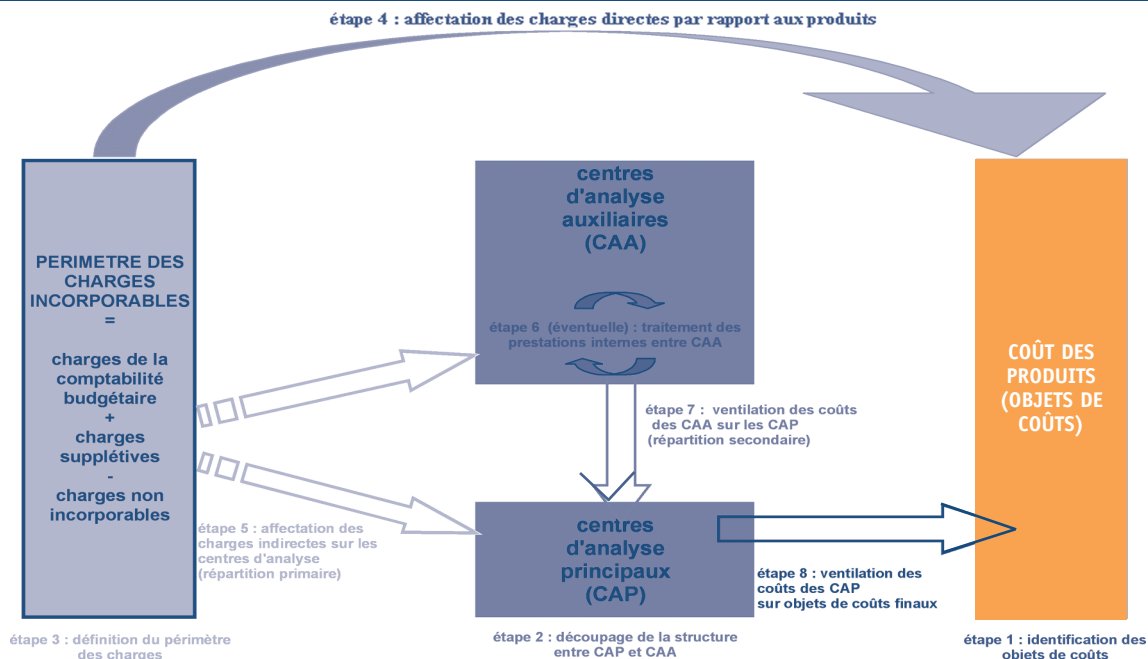 étape 4 : affectation des charges directes par rapport aux produits
PERIMETRE DES
CHARGES
INCORPORABLES
=
charges de la
comptabilité
budgétaire
+
charges
supplétives
-
charges non
incorporables
étape 3 : définition du périmètre
des charges
étape 5 : affectation des
charges indirectes sur les
centres d'analyse
(répartition primaire)
centres
d'analyse
auxiliaires
(CAA)
étape 6 (éventuelle) : traitement des
prestations internes entre CAA
étape 7 : ventilation des coûts
des CAA sur les CAP
(répartition secondaire)
centres
d'analyse
principaux
(CAP)
étape 2 : découpage de la structure
entre CAP et CAA
étape 8 : ventilation des
coûts des CAP
sur objets de coûts finaux
COÛT DES
PRODUITS
(OBJETS DE
COÛTS)
étape 1 : identification des
objets de coûts